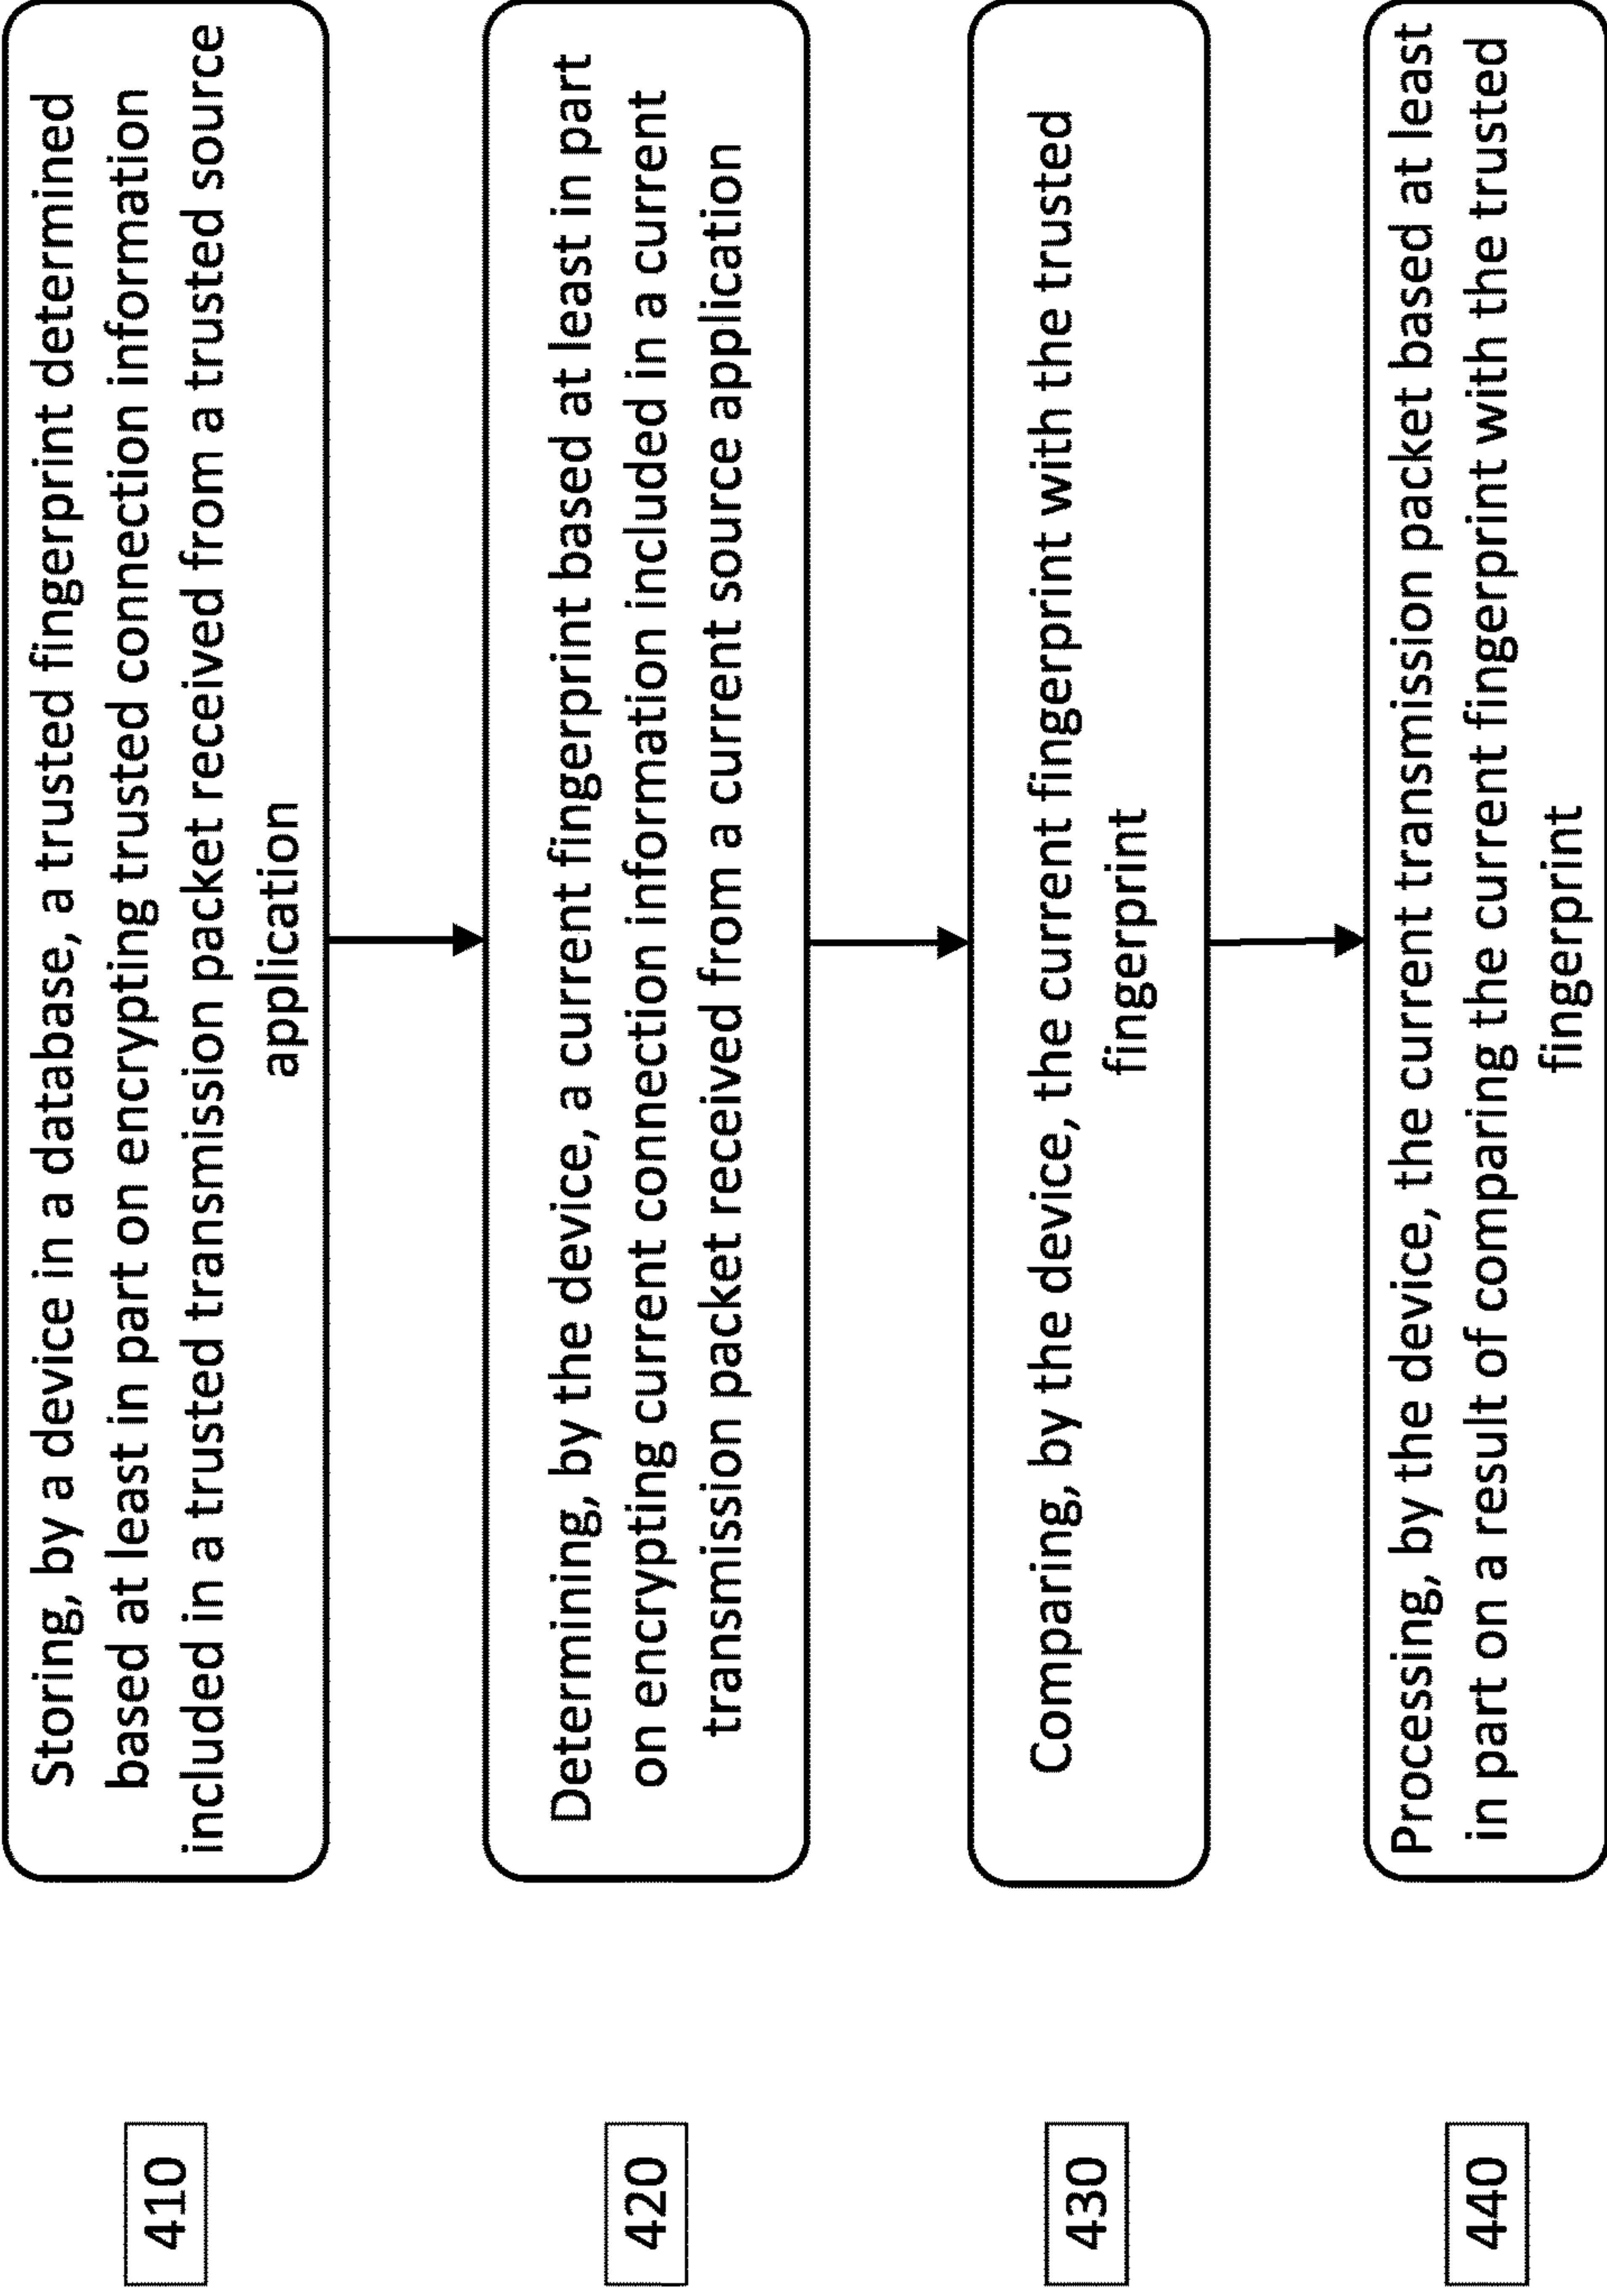 410
Storing, by a device in a database, a trusted fingerprint determined
based at least in part on encrypting trusted connection information
included in a trusted transmission packet received from a trusted source
application
420
Determining, by the device, a current fingerprint based at least in part
on encrypting current connection information included in a current
transmission packet received from a current source application
430
Comparing, by the device, the current fingerprint with the trusted
fingerprint
440
Processing, by the device, the current transmission packet based at least
in part on a result of comparing the current fingerprint with the trusted
fingerprint